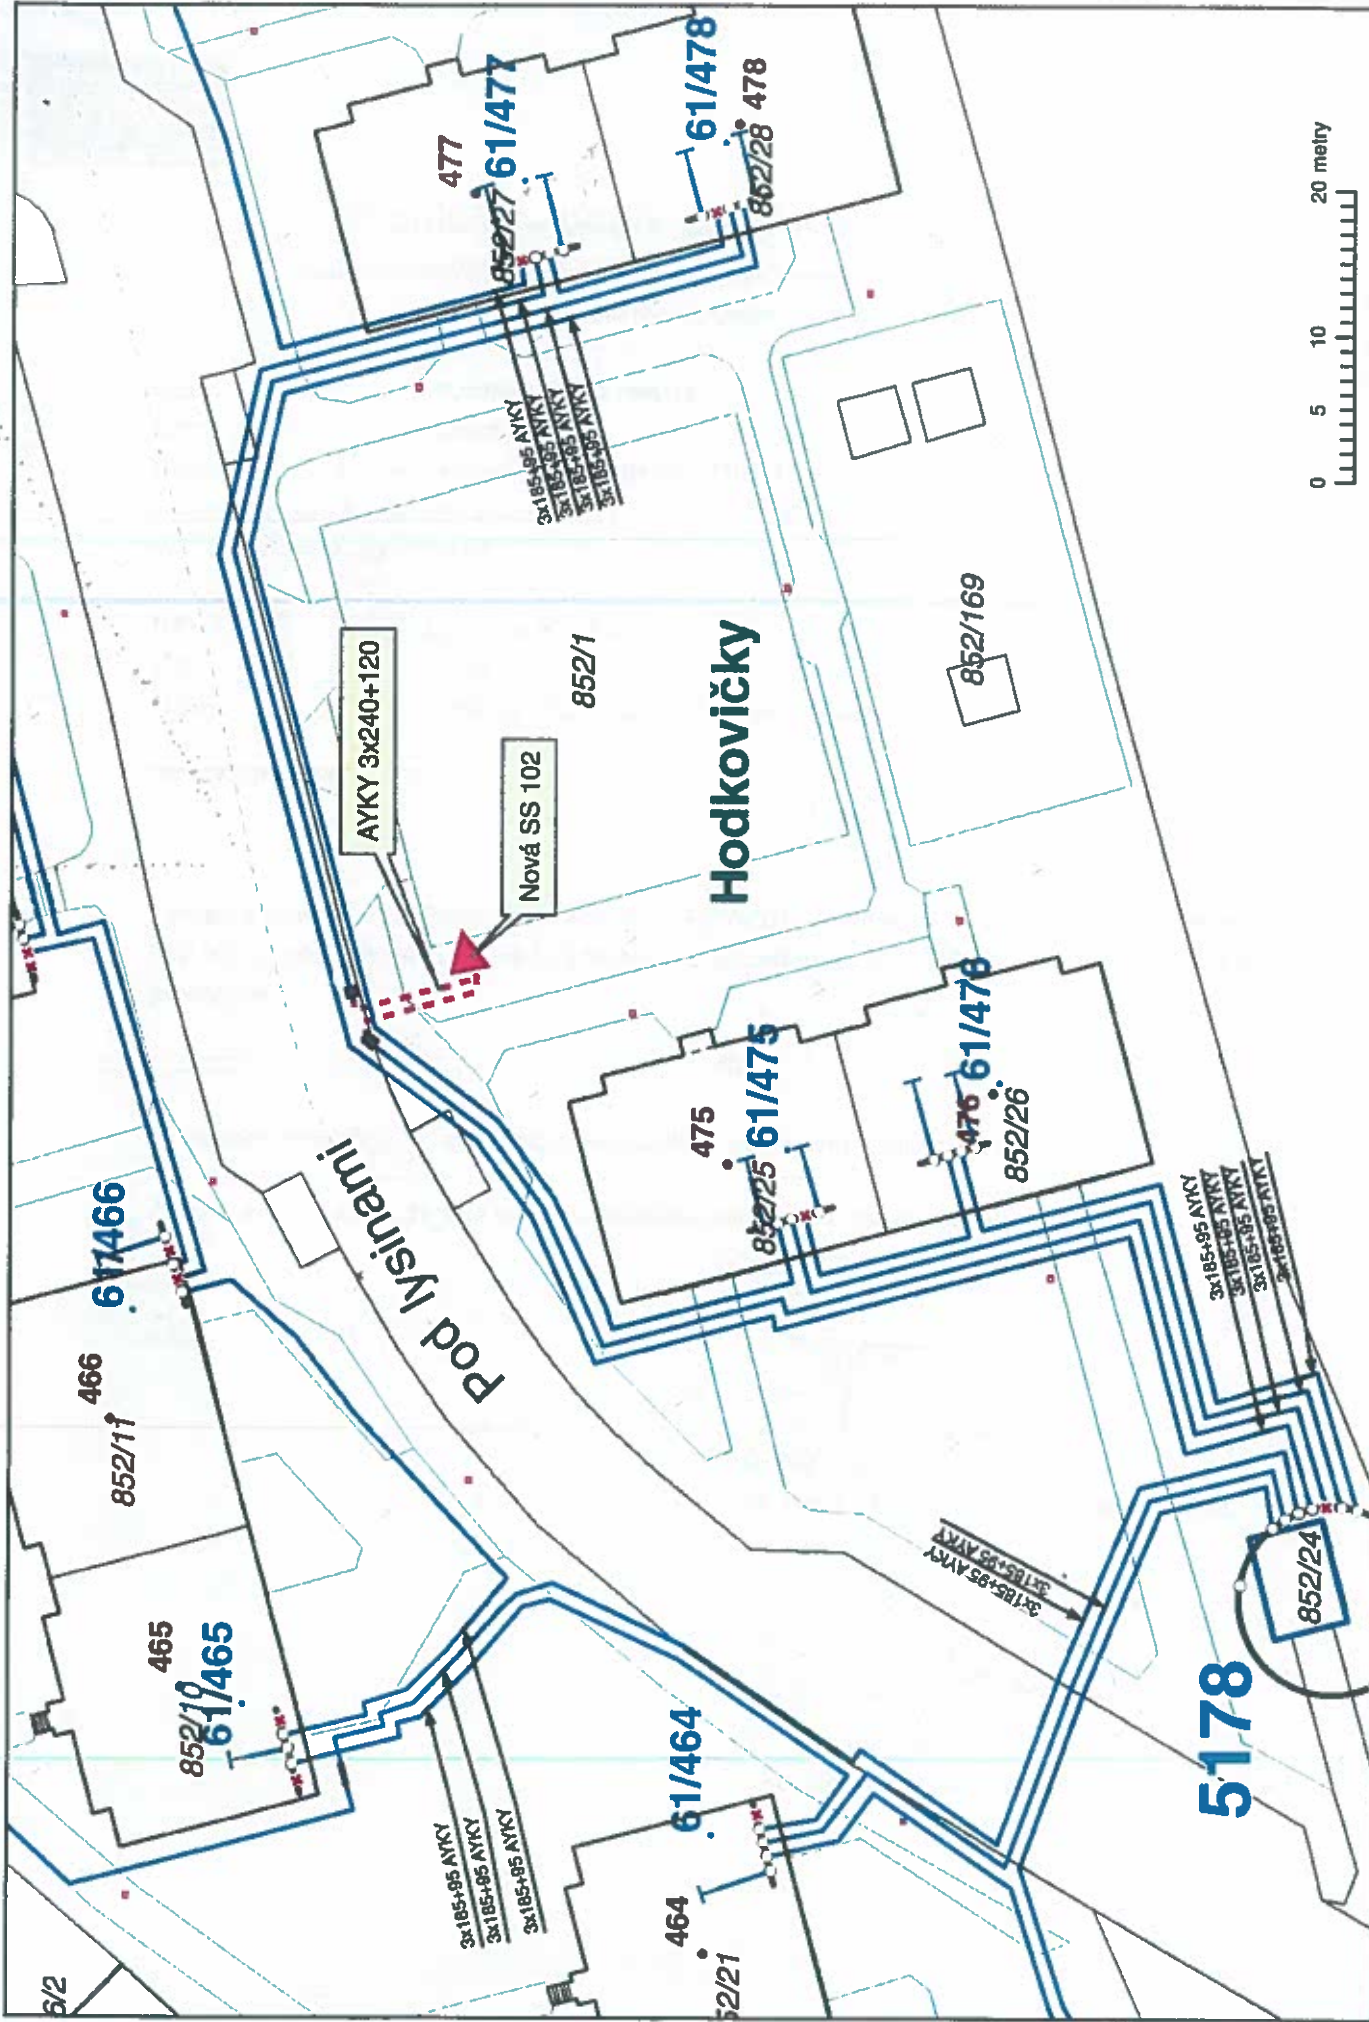 6/2
852/10
465
61/465
852/11
466
61/466
3x185+95 AYKY
3x185+95 AYKY
3x185+95 AYKY
Pod lysinami
AYKY 3x240+120
Nová SS 102
852/1
Hodkovičky
477
61/477
852/27
61/478
478
852/28
3x185+95 AYKY
3x185+95 AYKY
3x185+95 AYKY
3x185+95 AYKY
475
61/475
852/25
61/476
476
852/26
852/169
464
61/464
52/21
3x185+95 AYKY
3x185+95 AYKY
3x185+95 AYKY
3x185+95 AYKY
3x185+95 AYKY
3x185+95 AYKY
5178
852/24
0 5 10 20 metry